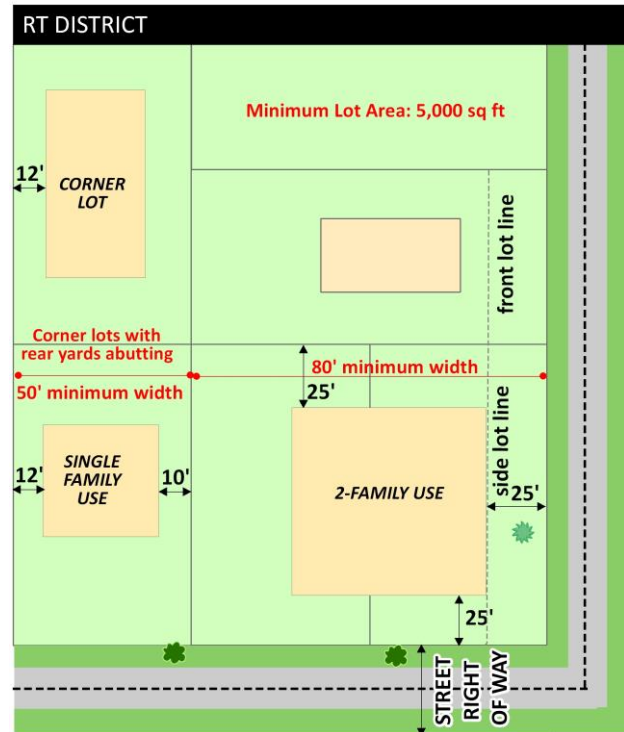 RT DISTRICT
Minimum Lot Area: 5,000 sq ft
12'
CORNER
LOT
front lot line
Corner lots with
rear yards abutting
50' minimum width
80' minimum width
25'
side lot line
12'
SINGLE
FAMILY
USE
10'
2-FAMILY USE
25'
25'
STREET
RIGHT
OF WAY